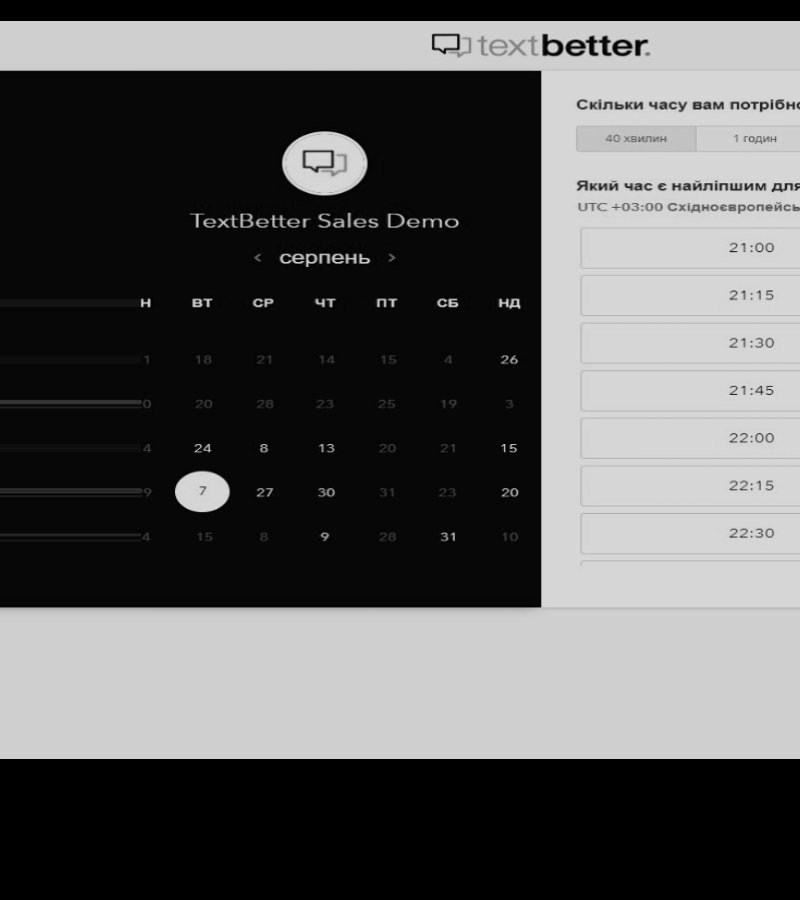 textbetter.
TextBetter Sales Demo
< серпень >
Н ВТ СР ЧТ ПТ СБ НД
1 18 21 14 15 4 26
0 20 28 23 25 19 3
4 24 8 13 20 21 15
9 7 27 30 31 23 20
4 15 8 9 28 31 10
Скільки часу вам потрібно
40 хвилин 1 годин
Який час є найліпшим для
UTC +03:00 Східноєвропейсь
21:00
21:15
21:30
21:45
22:00
22:15
22:30